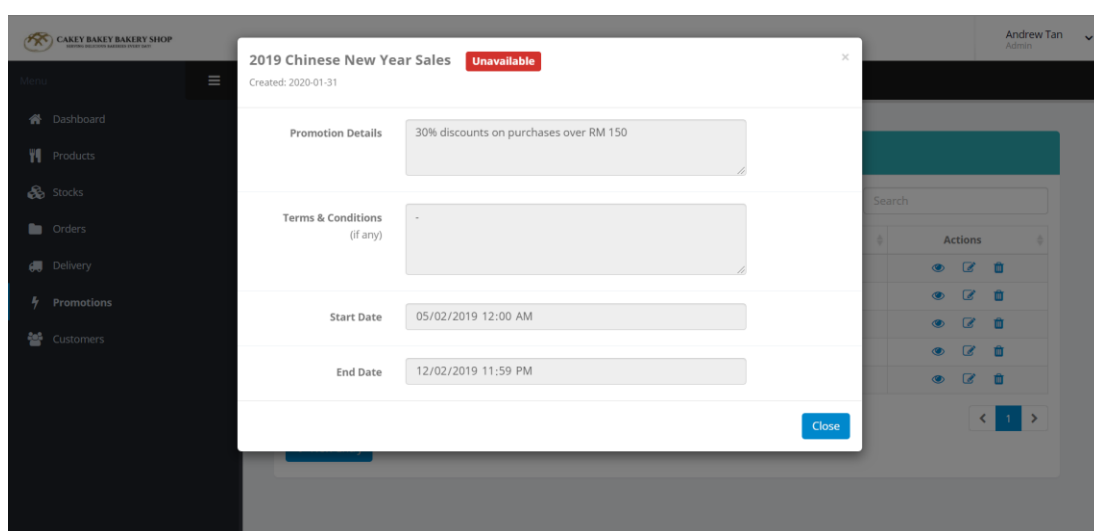 CAKEY BAKEY BAKERY SHOP
Andrew Tan
Admin
Menu
Dashboard
Products
Stocks
Orders
Delivery
Promotions
Customers
2019 Chinese New Year Sales Unavailable ×
Created: 2020-01-31
Promotion Details 30% discounts on purchases over RM 150
Terms & Conditions -
(if any)
Start Date 05/02/2019 12:00 AM
End Date 12/02/2019 11:59 PM
Close
Search
Actions
< 1 >